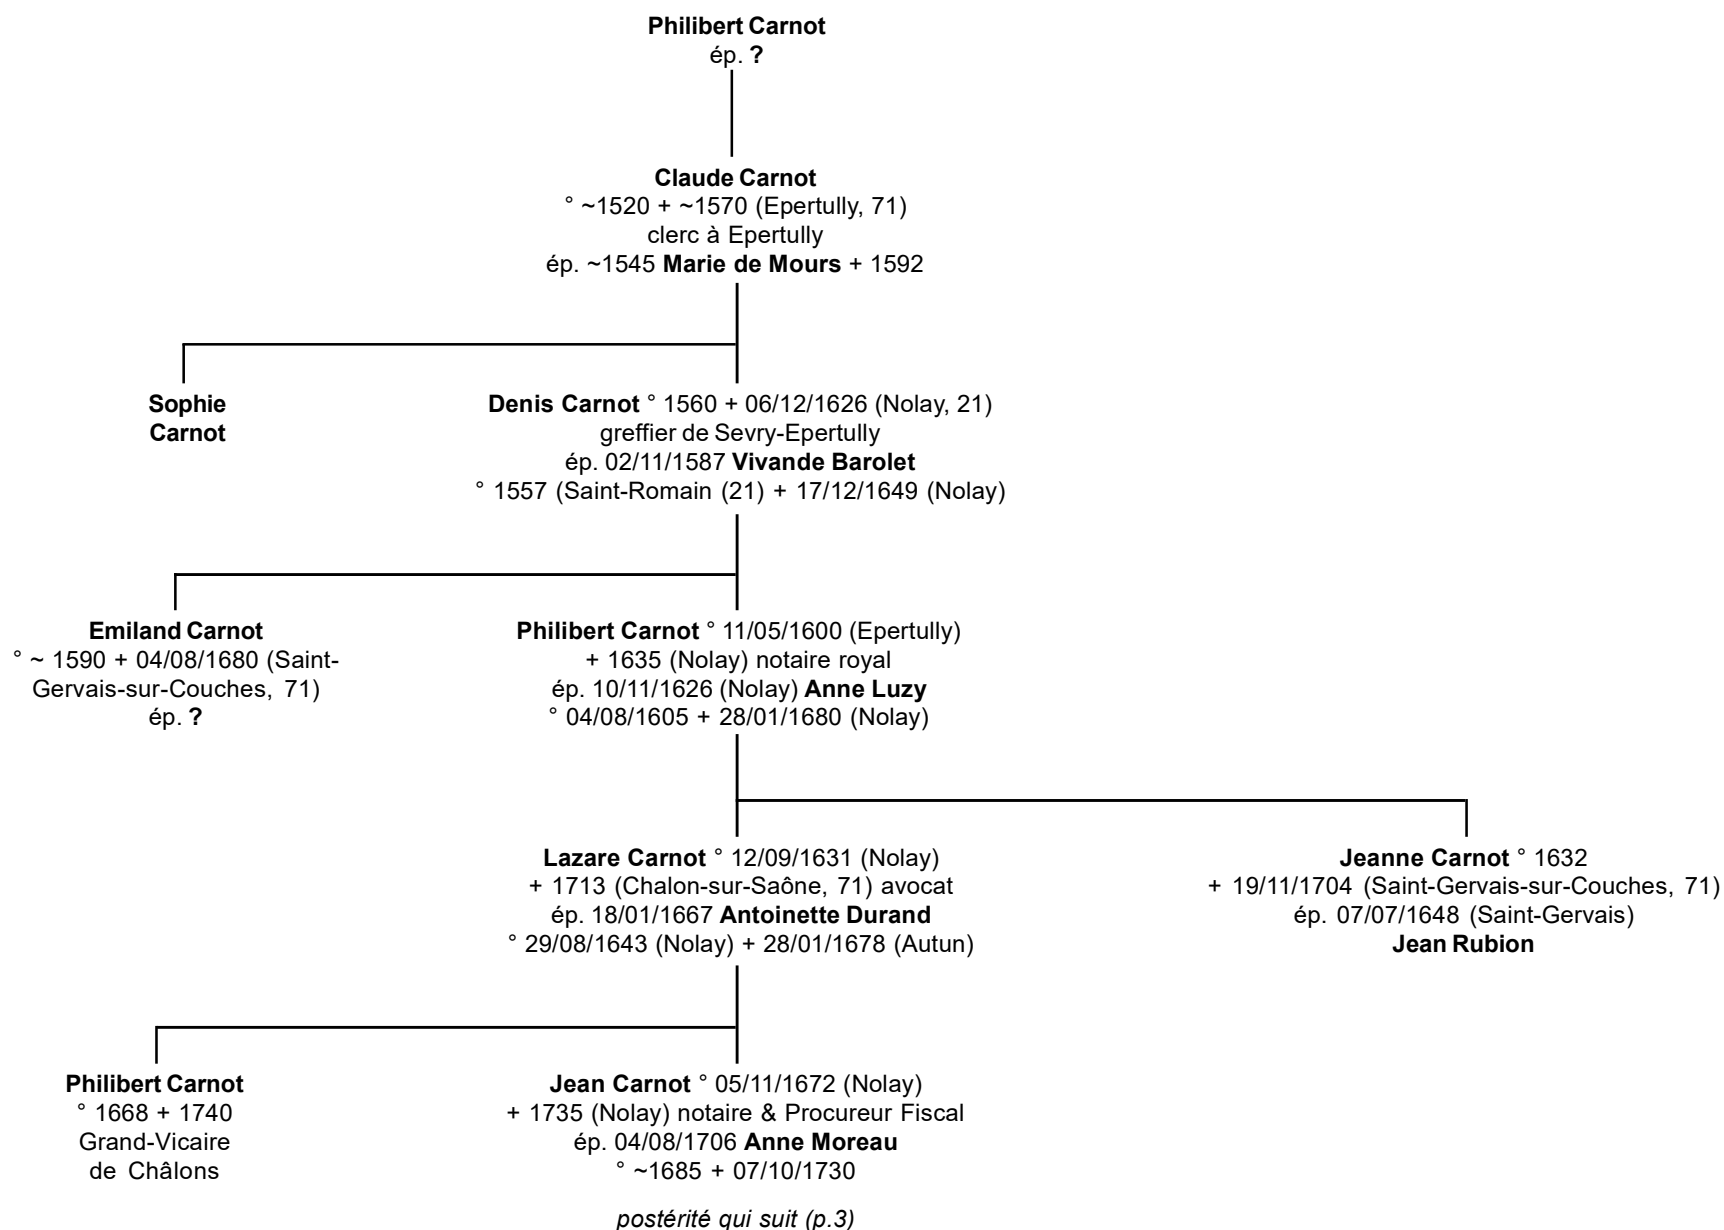 Philibert Carnot
ép. ?
Claude Carnot
° ~1520 + ~1570 (Epertully, 71)
clerc à Epertully
ép. ~1545 Marie de Mours + 1592
Sophie
Carnot
Denis Carnot ° 1560 + 06/12/1626 (Nolay, 21)
greffier de Sevry-Epertully
ép. 02/11/1587 Vivande Barolet
° 1557 (Saint-Romain (21) + 17/12/1649 (Nolay)
Emiland Carnot
° ~ 1590 + 04/08/1680 (Saint-
Gervais-sur-Couches, 71)
ép. ?
Philibert Carnot ° 11/05/1600 (Epertully)
+ 1635 (Nolay) notaire royal
ép. 10/11/1626 (Nolay) Anne Luzy
° 04/08/1605 + 28/01/1680 (Nolay)
Lazare Carnot ° 12/09/1631 (Nolay)
+ 1713 (Chalon-sur-Saône, 71) avocat
ép. 18/01/1667 Antoinette Durand
° 29/08/1643 (Nolay) + 28/01/1678 (Autun)
Jeanne Carnot ° 1632
+ 19/11/1704 (Saint-Gervais-sur-Couches, 71)
ép. 07/07/1648 (Saint-Gervais)
Jean Rubion
Philibert Carnot
° 1668 + 1740
Grand-Vicaire
de Châlons
Jean Carnot ° 05/11/1672 (Nolay)
+ 1735 (Nolay) notaire & Procureur Fiscal
ép. 04/08/1706 Anne Moreau
° ~1685 + 07/10/1730
postérité qui suit (p.3)